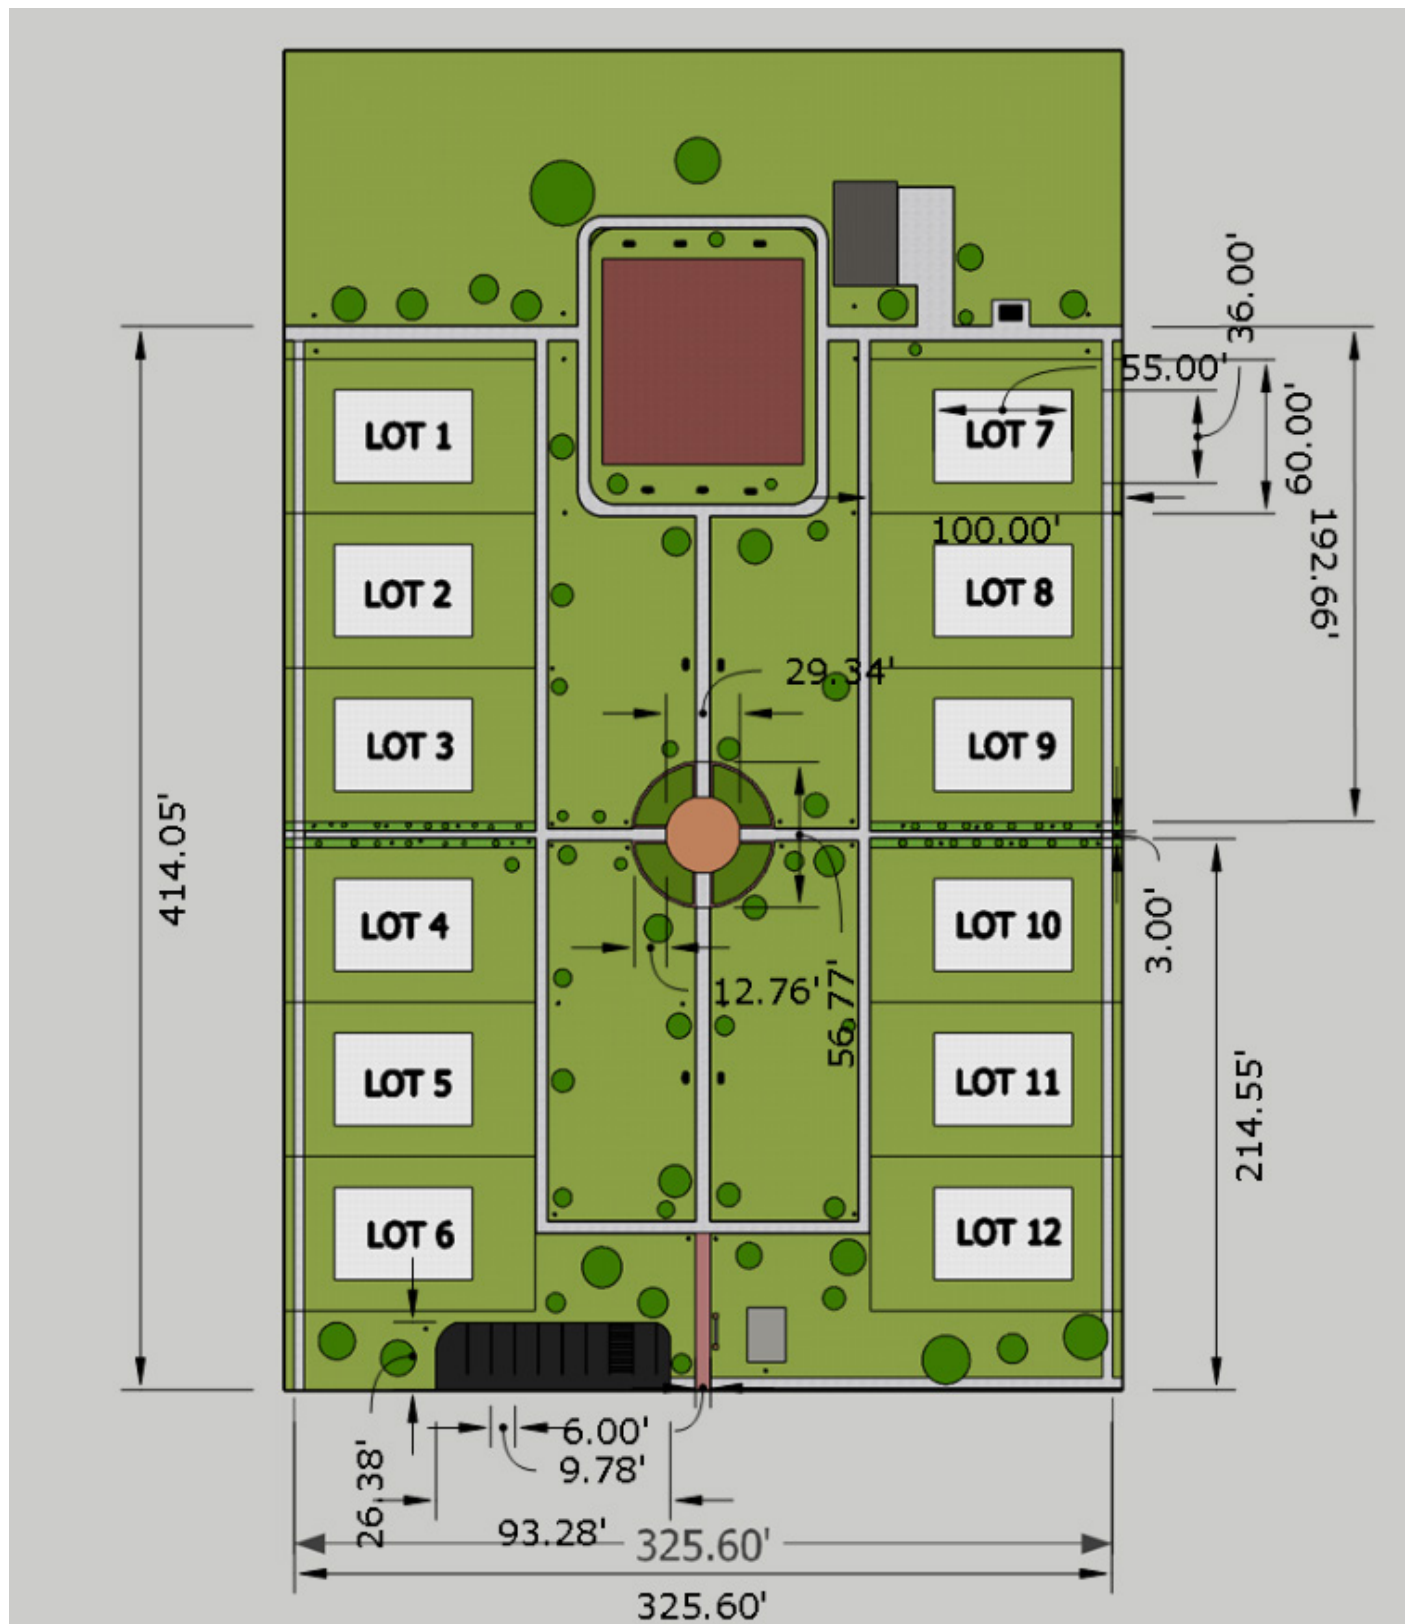 36.00'
55.00'
LOT 1
LOT 7
60.00'
100.00'
192.66'
LOT 2
LOT 8
29.34'
LOT 3
LOT 9
414.05'
LOT 4
LOT 10
3.00'
12.76'
56.77'
LOT 5
LOT 11
214.55'
LOT 6
LOT 12
6.00'
9.78'
26.38'
93.28'
325.60'
325.60'